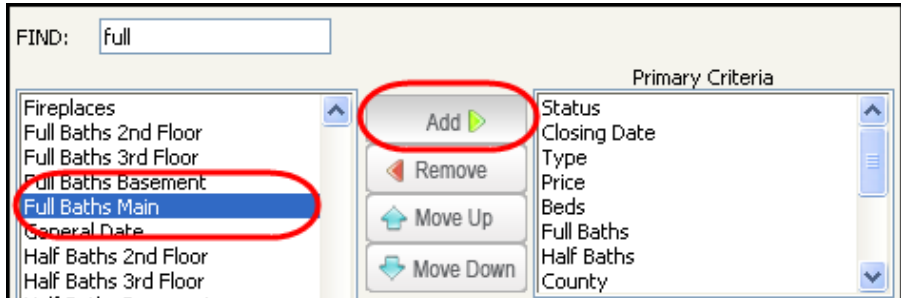 FIND: full
Primary Criteria
Fireplaces
Full Baths 2nd Floor
Full Baths 3rd Floor
Full Baths Basement
Full Baths Main
General Date
Half Baths 2nd Floor
Half Baths 3rd Floor
Add
Remove
Move Up
Move Down
Status
Closing Date
Type
Price
Beds
Full Baths
Half Baths
County